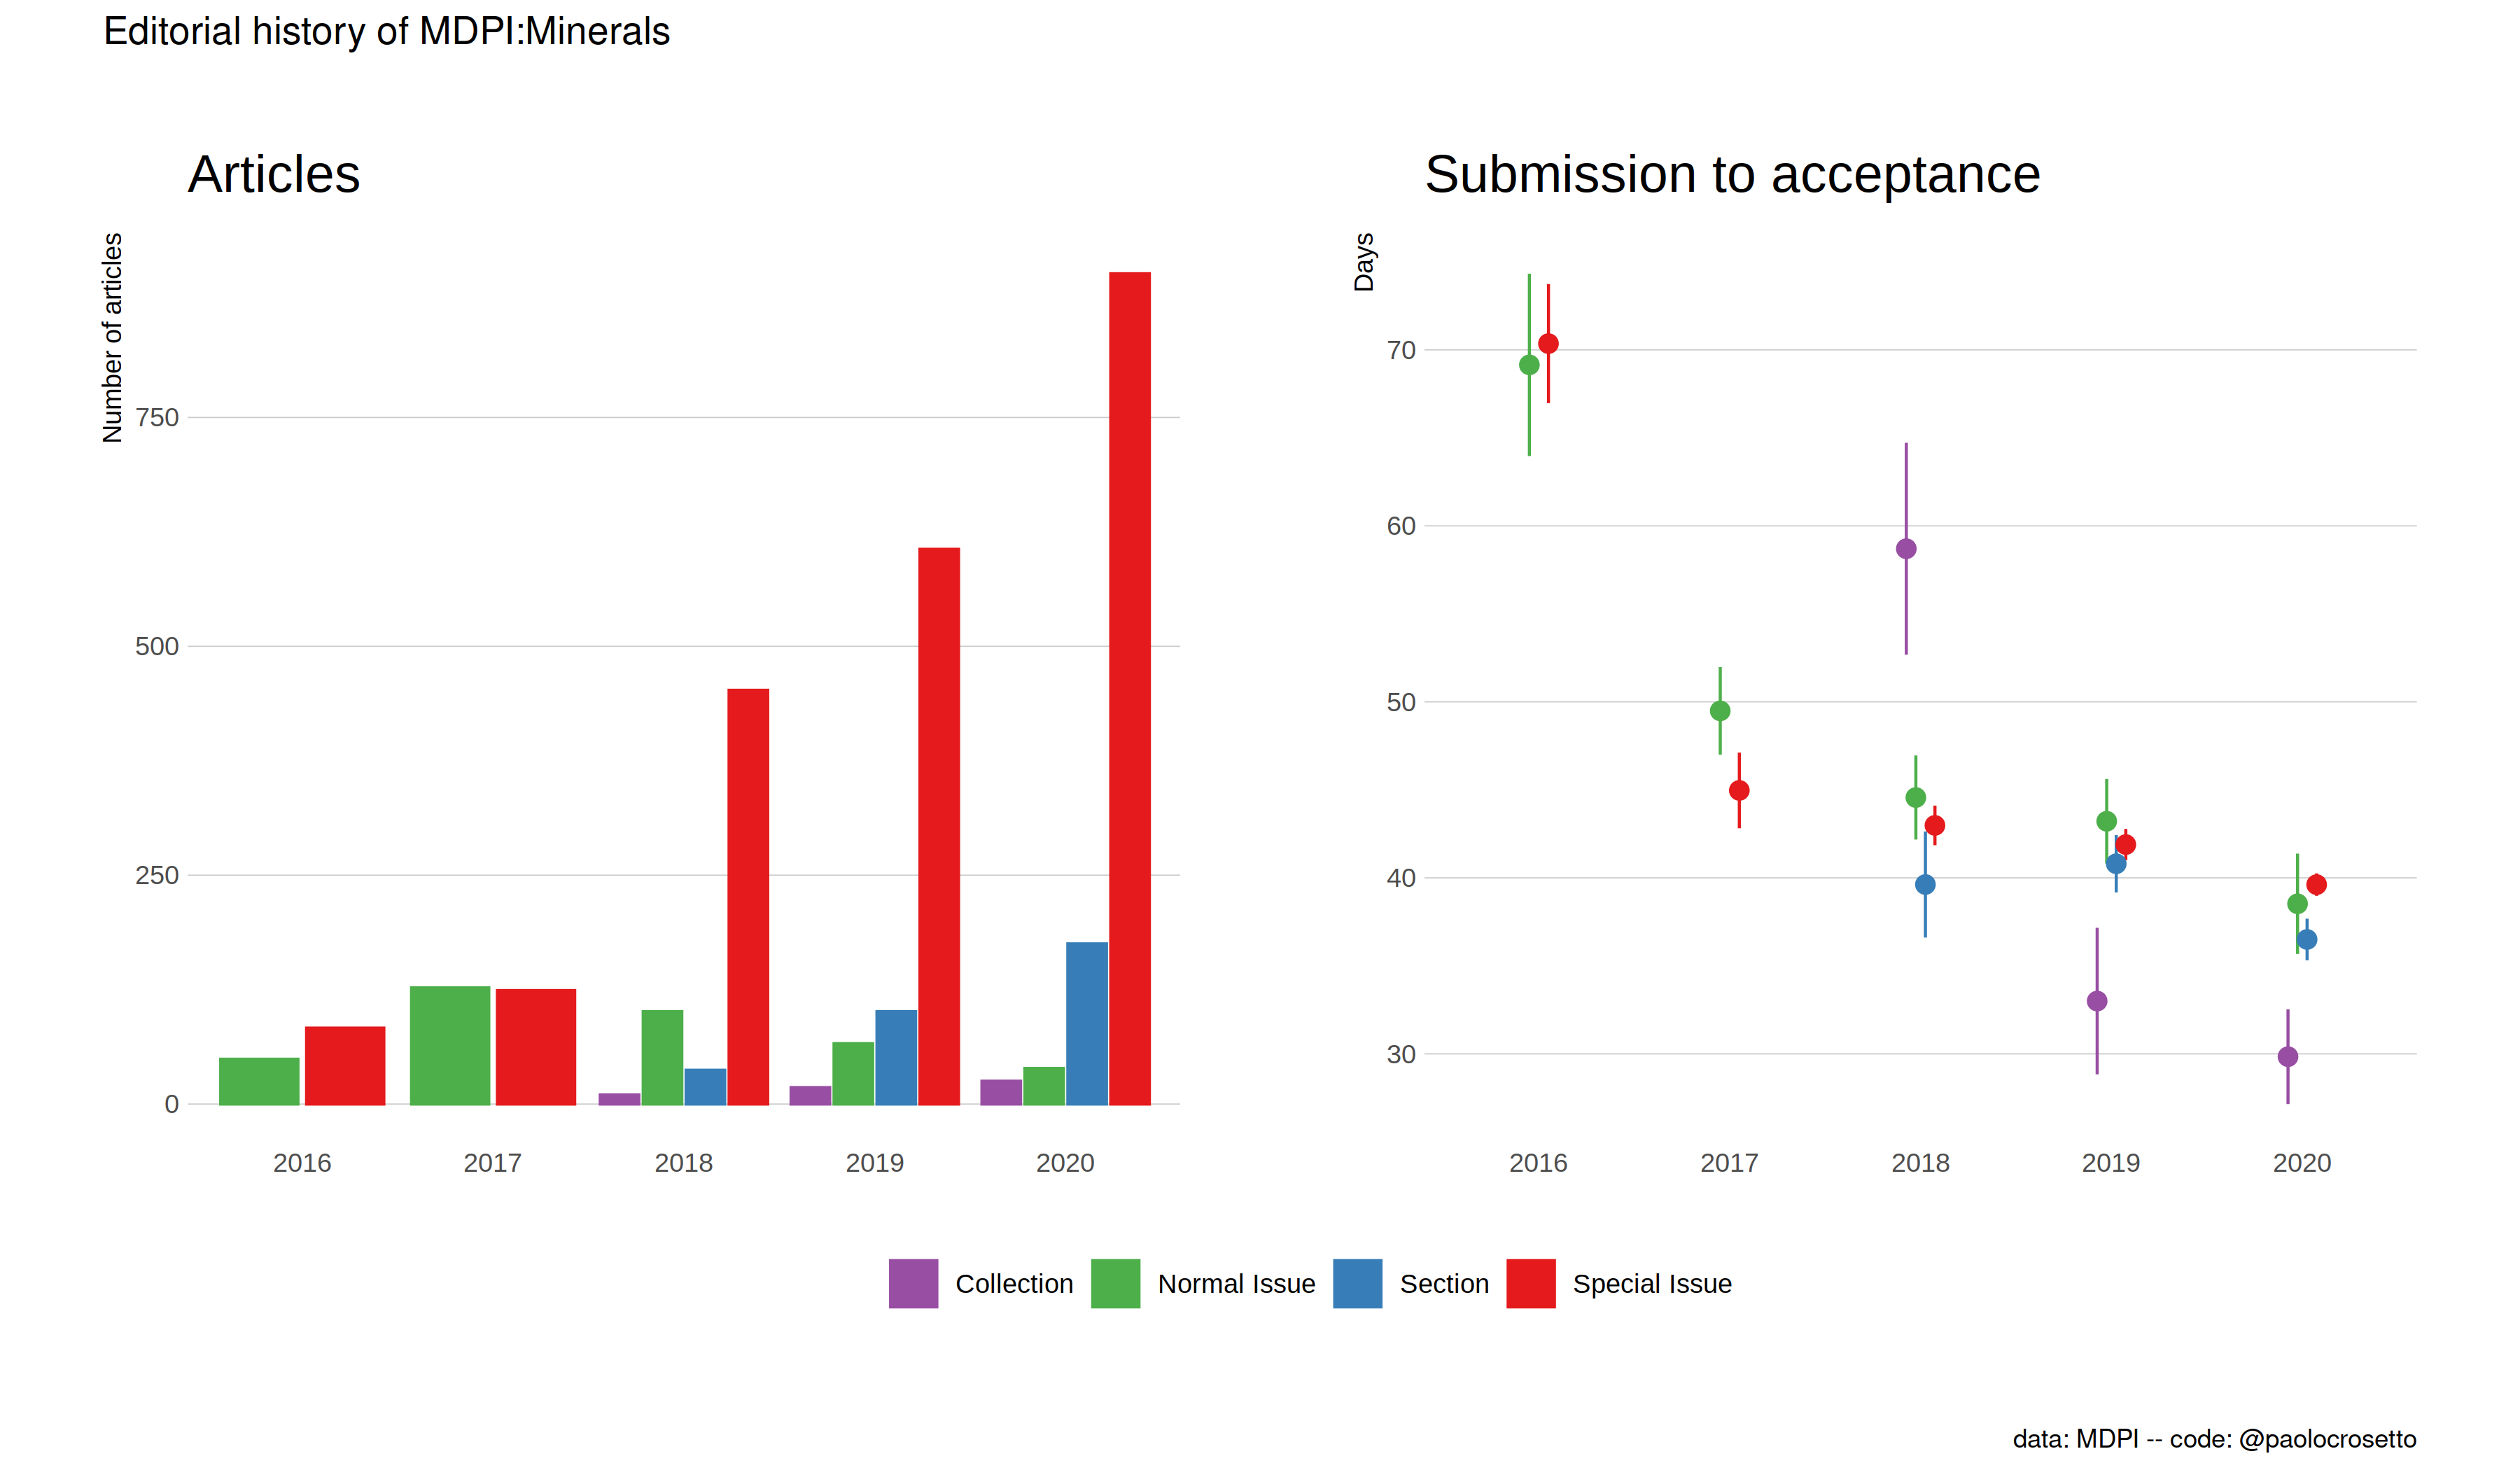 Editorial history of MDPI:Minerals
Articles
Number of articles
750
500
250
0
2016 2017 2018 2019 2020
Submission to acceptance
Days
70
60
50
40
30
2016 2017 2018 2019 2020
Collection Normal Issue Section Special Issue
data: MDPI -- code: @paolocrosetto